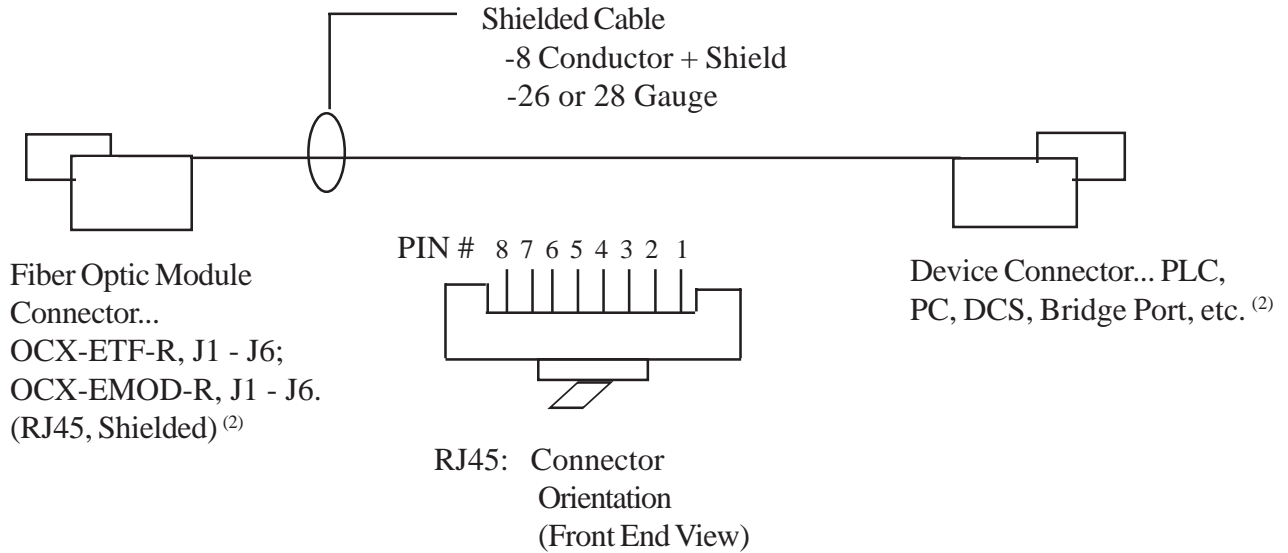 Shielded Cable
-8 Conductor + Shield
-26 or 28 Gauge
PIN # 8 7 6 5 4 3 2 1
Fiber Optic Module
Connector...
OCX-ETF-R, J1 - J6;
OCX-EMOD-R, J1 - J6.
(RJ45, Shielded) (2)
Device Connector... PLC,
PC, DCS, Bridge Port, etc. (2)
RJ45: Connector
Orientation
(Front End View)